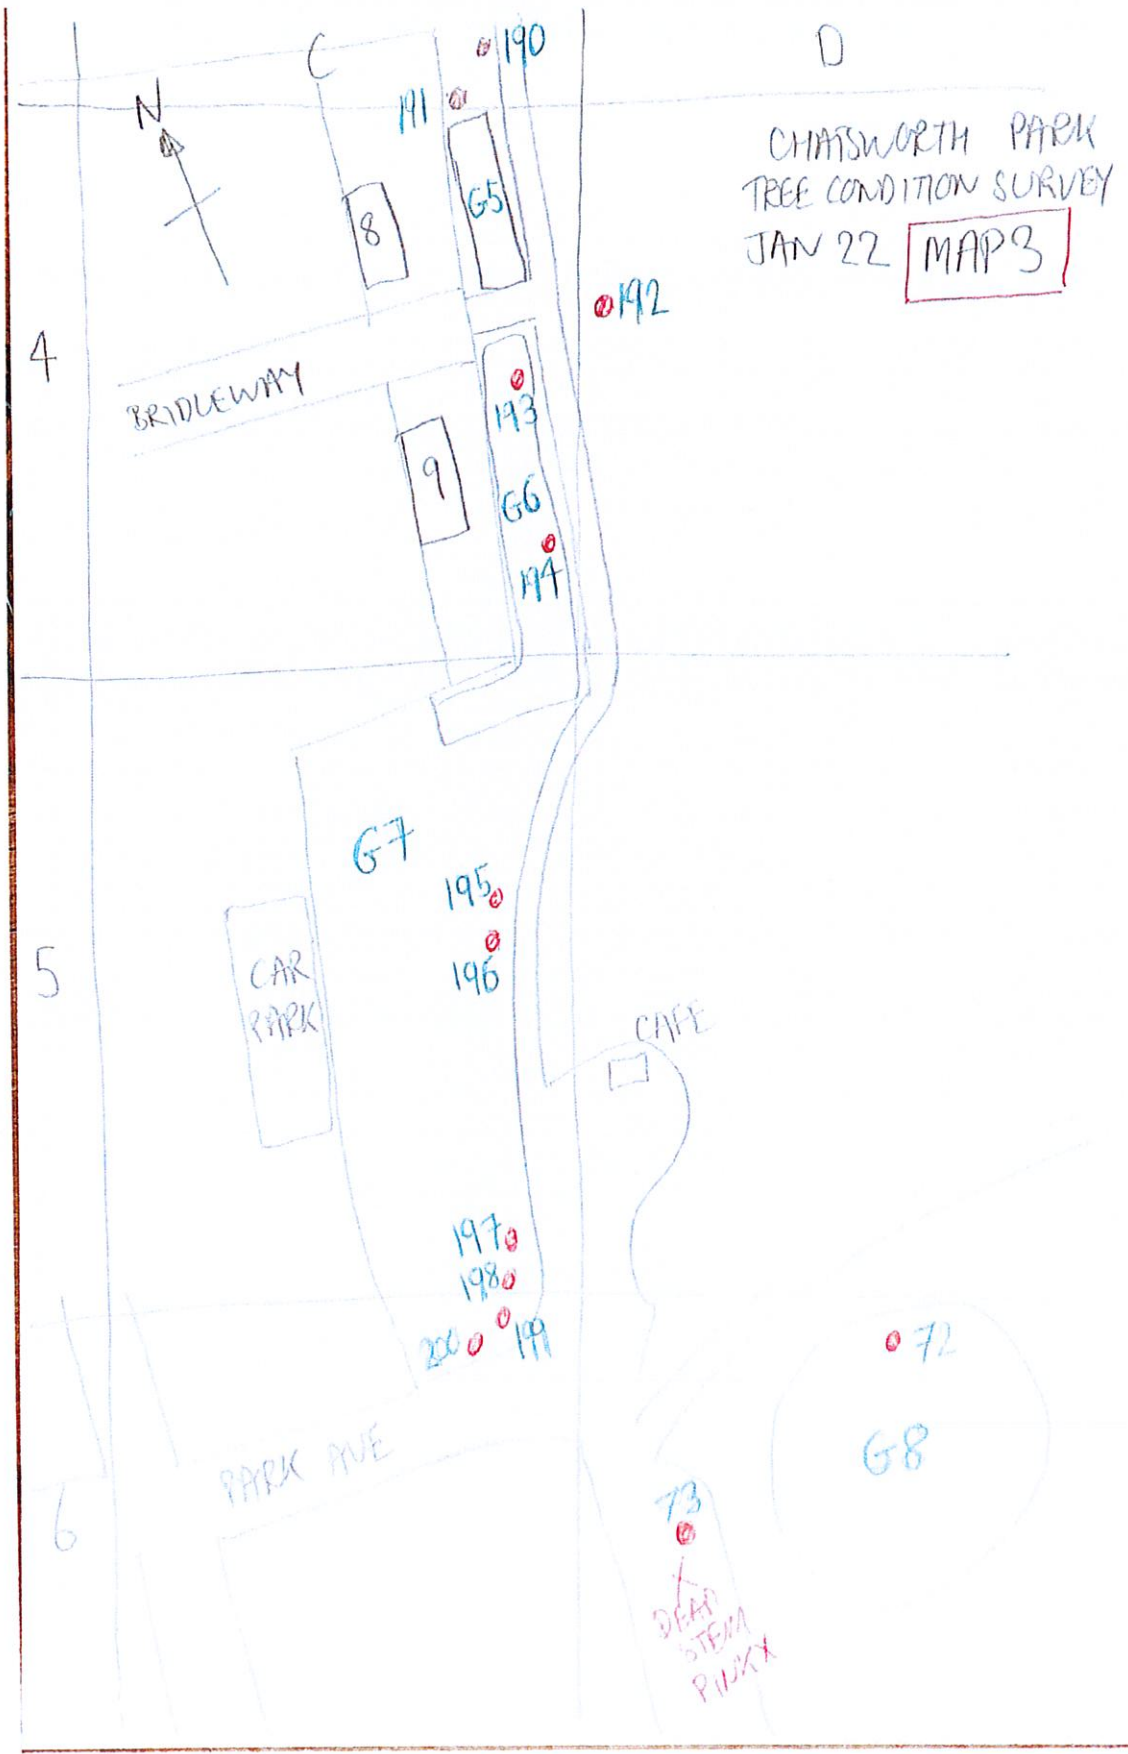 C
D
190
191
N
CHATSWORTH PARK
TREE CONDITION SURVEY
JAN 22 MAP 3
G5
8
192
4
BRIDLEWAY
193
9
G6
194
G7
195
196
5
CAR
PARK
CAFE
197
198
199
200
72
G8
PARK AVE
6
73
X
DEAD
STEM
PINK X